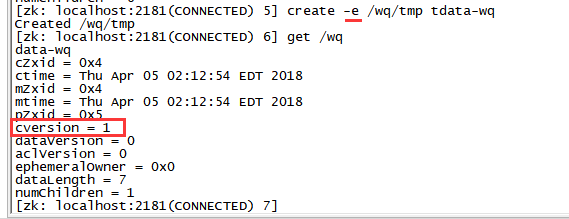 [zk: localhost:2181(CONNECTED) 5] create -e /wq/tmp tdata-wq
Created /wq/tmp
[zk: localhost:2181(CONNECTED) 6] get /wq
data-wq
cZxid = 0x4
ctime = Thu Apr 05 02:12:54 EDT 2018
mZxid = 0x4
mtime = Thu Apr 05 02:12:54 EDT 2018
pZxid = 0x5
cversion = 1
dataVersion = 0
aclVersion = 0
ephemeralOwner = 0x0
dataLength = 7
numChildren = 1
[zk: localhost:2181(CONNECTED) 7]